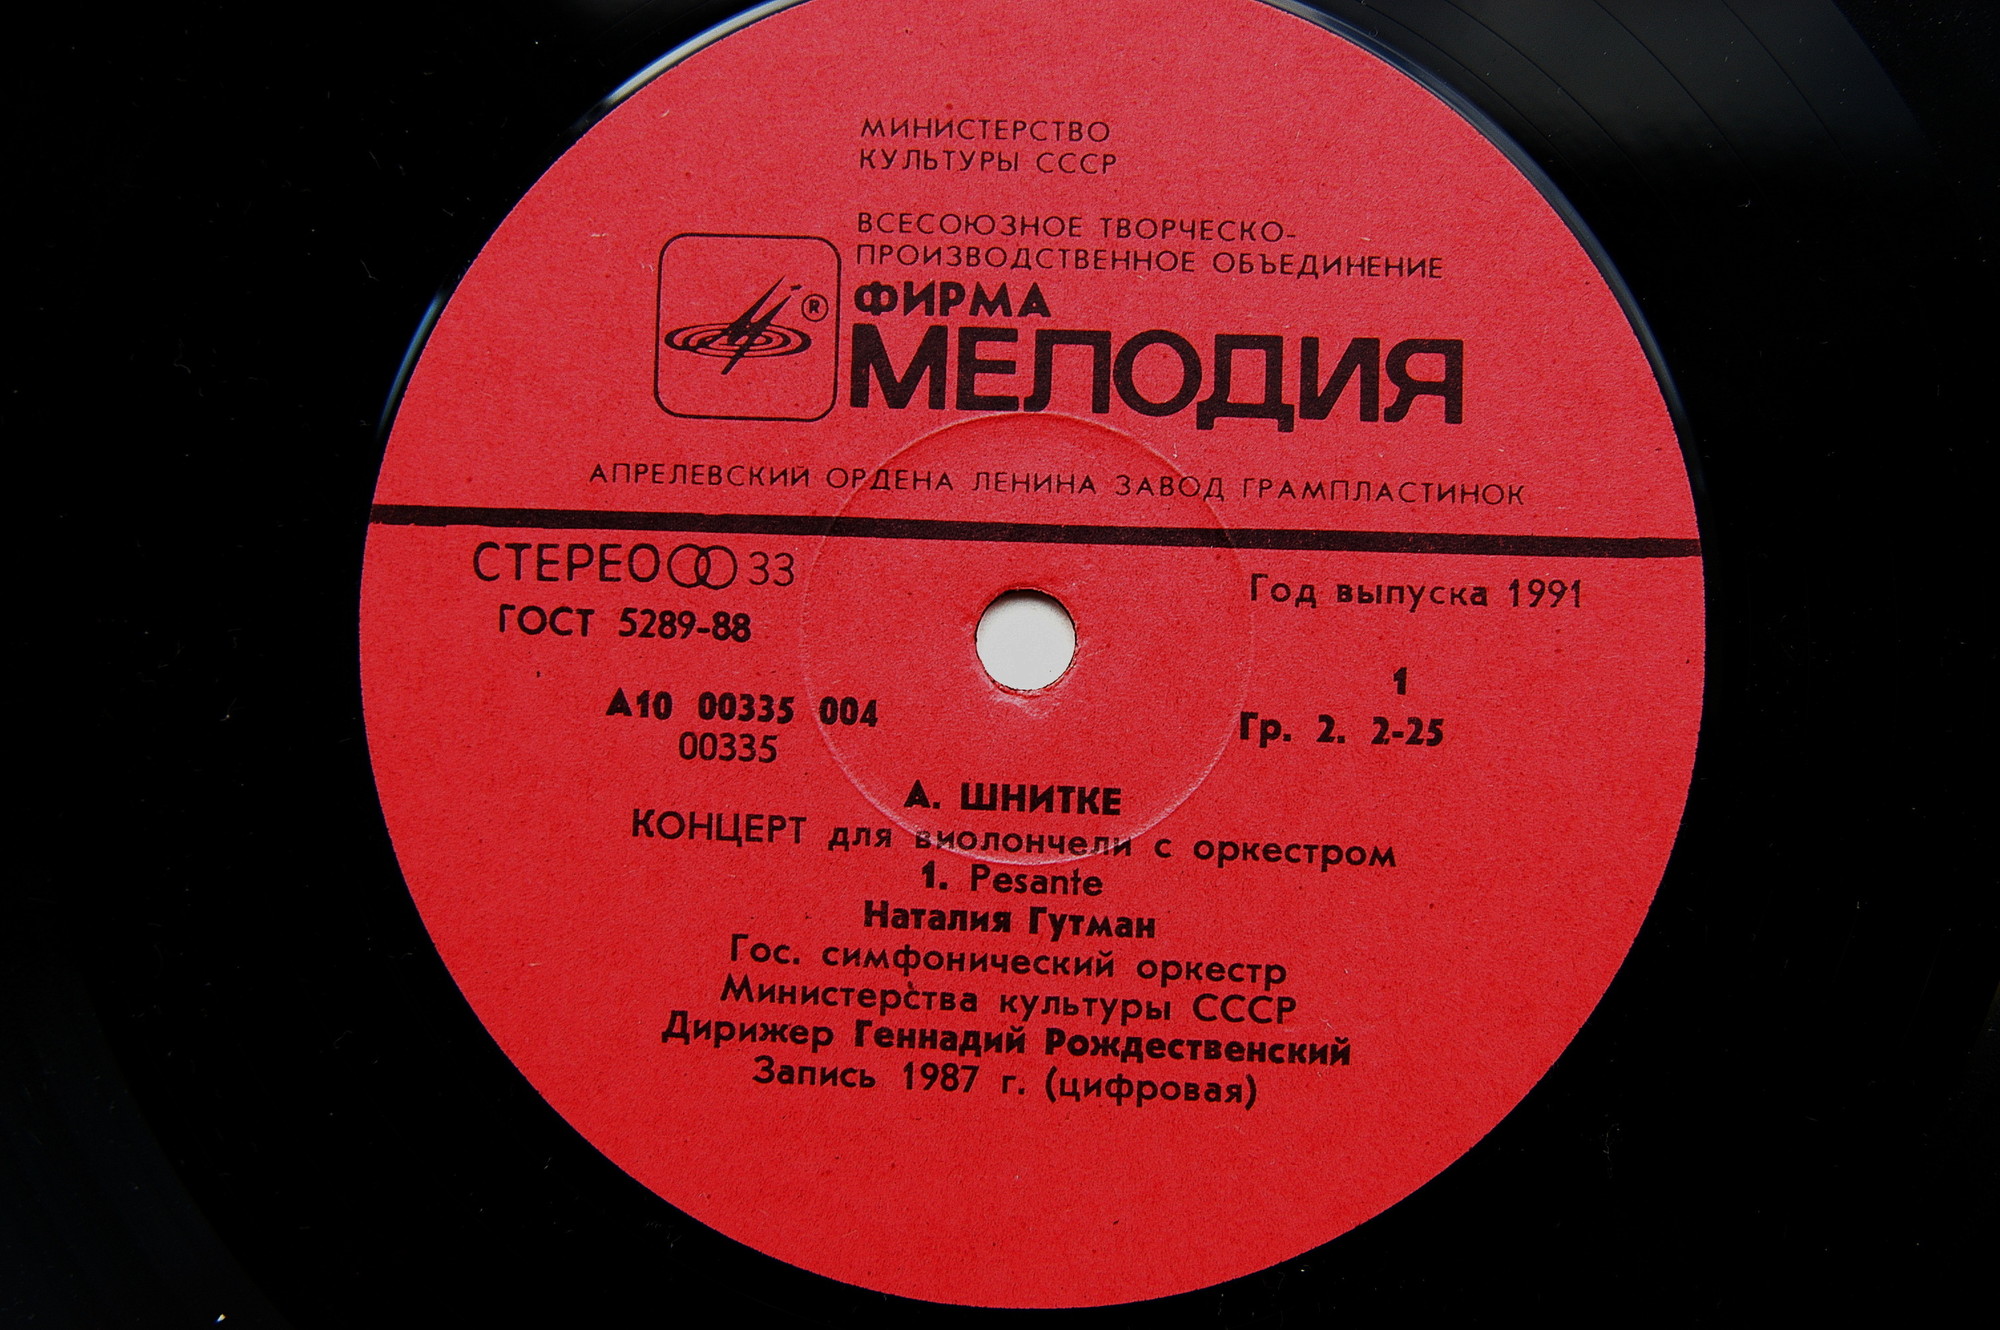 МИНИСТЕРСТВО
КУЛЬТУРЫ СССР
ВСЕСОЮЗНОЕ ТВОРЧЕСКО-
ПРОИЗВОДСТВЕННОЕ ОБЪЕДИНЕНИЕ
®
ФИРМА
МЕЛОДИЯ
АПРЕЛЕВСКИЙ ОРДЕНА ЛЕНИНА ЗАВОД ГРАМПЛАСТИНОК
СТЕРЕО 33
ГОСТ 5289-88
Год выпуска 1991
А10 00335 004
00335
1
Гр. 2. 2-25
А. ШНИТКЕ
КОНЦЕРТ для виолончели с оркестром
1. Pesante
Наталия Гутман
Гос. симфонический оркестр
Министерства культуры СССР
Дирижер Геннадий Рождественский
Запись 1987 г. (цифровая)